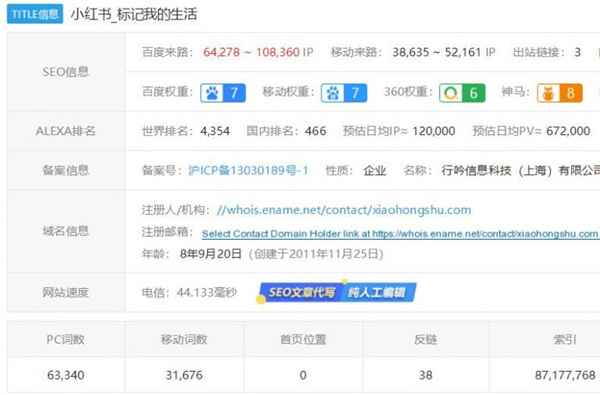 TITLE信息 小红书_标记我的生活
SEO信息
百度来路： 64,278 ~ 108,360 IP 移动来路： 38,635 ~ 52,161 IP 出站链接： 3
百度权重： 7 移动权重： 7 360权重： 6 神马： 8
ALEXA排名 世界排名： 4,354 国内排名： 466 预估日均IP≈ 120,000 预估日均PV≈ 672,000
备案信息 备案号： 沪ICP备13030189号-1 性质： 企业 名称： 行吟信息科技（上海）有限公司
域名信息
注册人/机构： //whois.ename.net/contact/xiaohongshu.com
注册邮箱： Select Contact Domain Holder link at https://whois.ename.net/contact/xiaohongshu.com
年龄： 8年9月20日（创建于2011年11月25日）
网站速度 电信： 44.133毫秒 SEO文章代写 纯人工编辑
PC词数 移动词数 首页位置 反链 索引
63,340 31,676 0 38 87,177,768